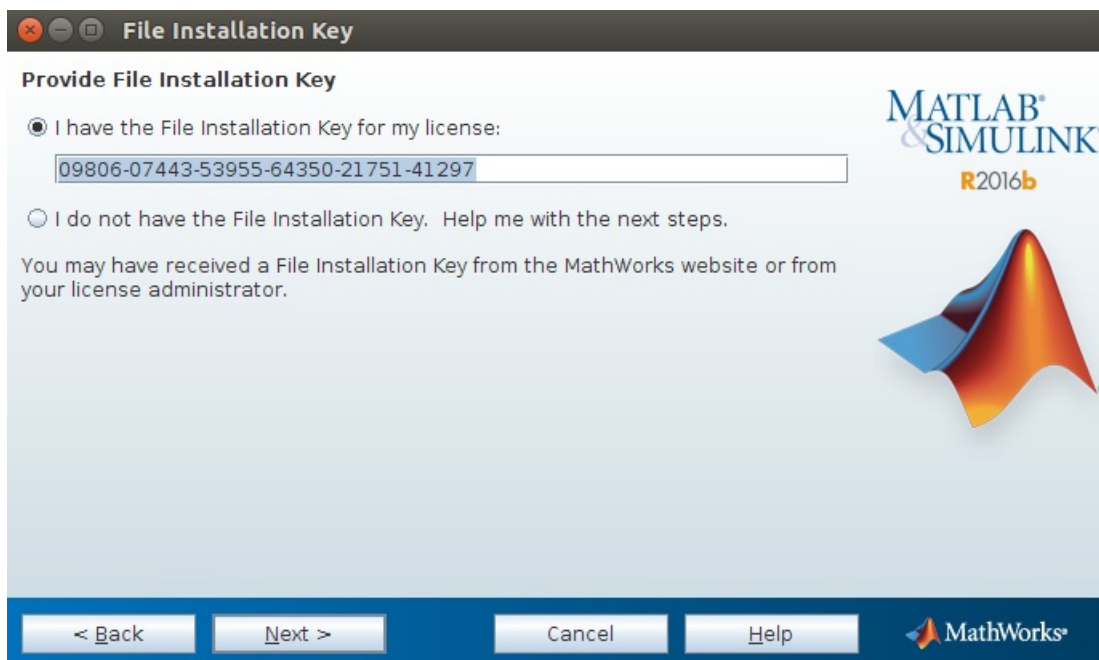 File Installation Key
Provide File Installation Key
I have the File Installation Key for my license:
09806-07443-53955-64350-21751-41297
I do not have the File Installation Key. Help me with the next steps.
You may have received a File Installation Key from the MathWorks website or from
your license administrator.
MATLAB®
&SIMULINK®
R2016b
< Back
Next >
Cancel
Help
MathWorks®